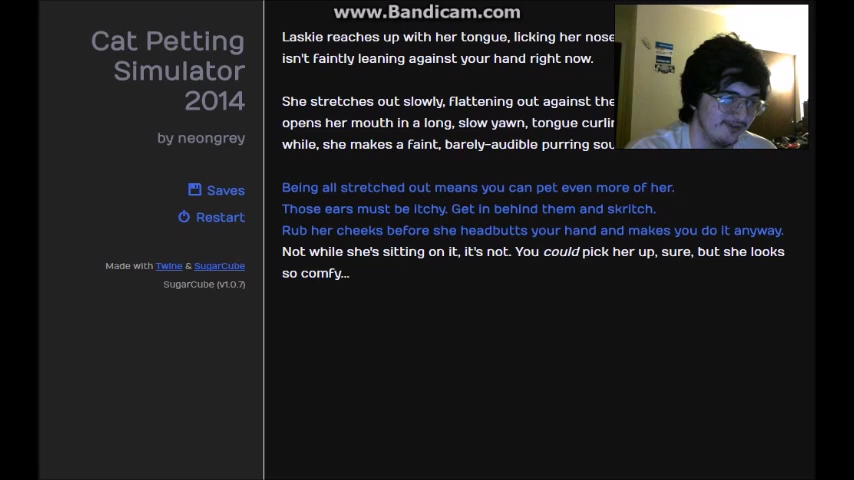 www.Bandicam.com
Cat Petting
Simulator
2014
by neongrey
Saves
Restart
Made with Twine & SugarCube
SugarCube (v1.0.7)
Laskie reaches up with her tongue, licking her nose
isn't faintly leaning against your hand right now.
She stretches out slowly, flattening out against the
opens her mouth in a long, slow yawn, tongue
while, she makes a faint, barely-audible purring
Being all stretched out means you can pet even more of her.
Those ears must be itchy. Get in behind them and skritch.
Rub her cheeks before she headbutts your hand and makes you do it anyway.
Not while she's sitting on it, it's not. You could pick her up, sure, but she looks
so comfy...